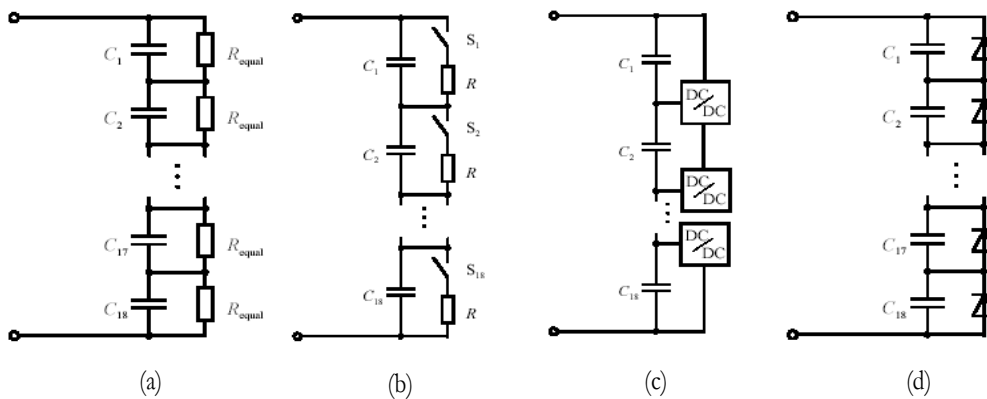 C1
Requal
C2
Requal
C17
Requal
C18
Requal
(a)
S1
C1
R
S2
C2
R
S18
C18
R
(b)
C1
DC
DC
C2
DC
DC
DC
DC
C18
(c)
C1
C2
C17
C18
(d)